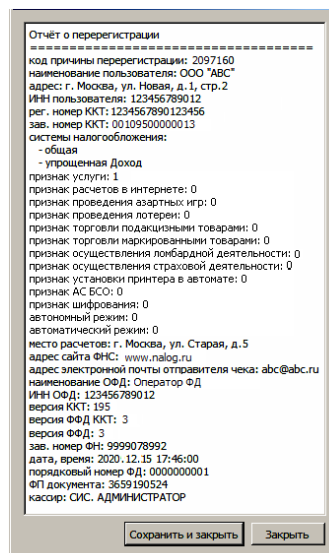 Отчёт о перерегистрации
=====================================
код причины перерегистрации: 2097160
наименование пользователя: ООО "АВС"
адрес: г. Москва, ул. Новая, д.1, стр.2
ИНН пользователя: 123456789012
рег. номер ККТ: 1234567890123456
зав. номер ККТ: 00109500000013
системы налогообложения:
- общая
- упрощенная Доход
признак услуги: 1
признак расчетов в интернете: 0
признак проведения азартных игр: 0
признак проведения лотереи: 0
признак торговли подакцизными товарами: 0
признак торговли маркированными товарами: 0
признак осуществления ломбардной деятельности: 0
признак осуществления страховой деятельности: 0
признак установки принтера в автомате: 0
признак АС БСО: 0
признак шифрования: 0
автономный режим: 0
автоматический режим: 0
место расчетов: г. Москва, ул. Старая, д.5
адрес сайта ФНС: www.nalog.ru
адрес электронной почты отправителя чека: abc@abc.ru
наименование ОФД: Оператор ФД
ИНН ОФД: 123456789012
версия ККТ: 195
версия ФФД ККТ: 3
версия ФФД: 3
зав. номер ФН: 9999078992
дата, время: 2020.12.15 17:46:00
порядковый номер ФД: 0000000001
ФП документа: 3659190524
кассир: СИС. АДМИНИСТРАТОР
Сохранить и закрыть
Закрыть